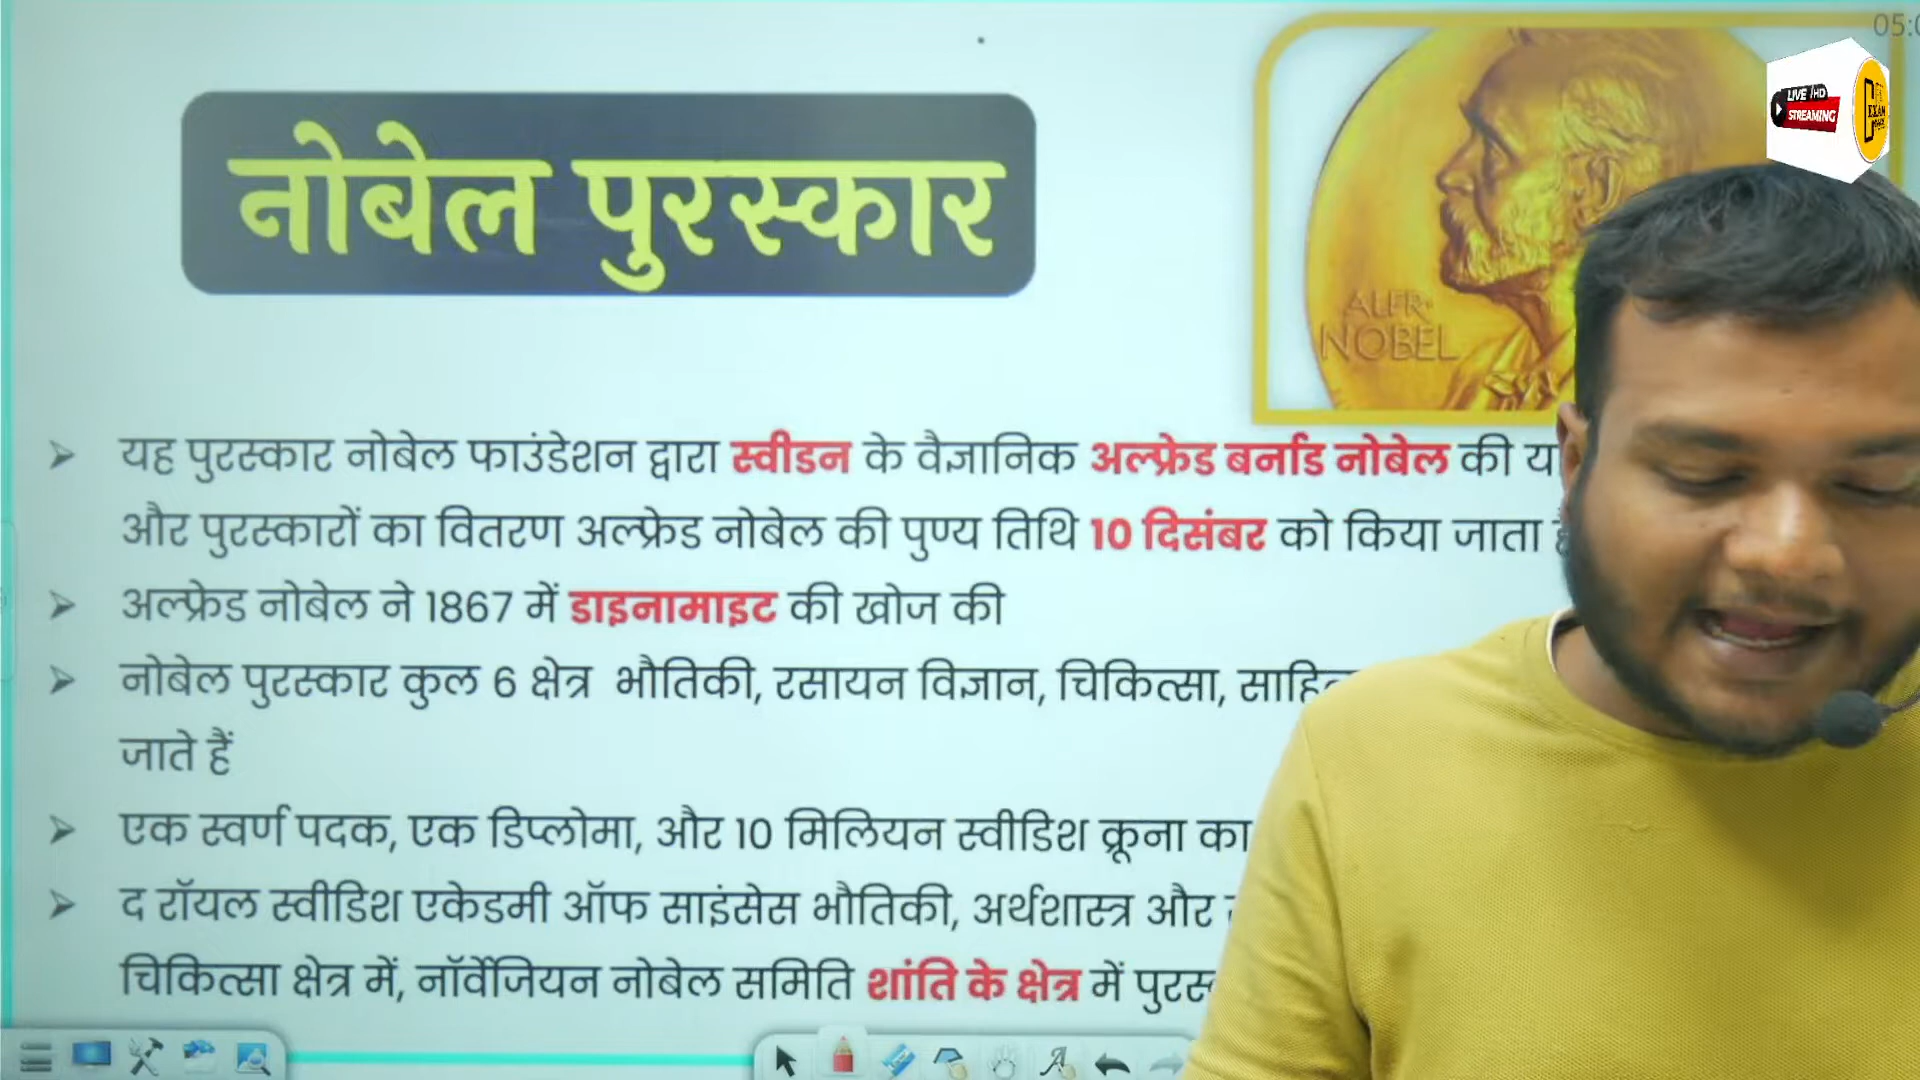 05:
LIVE HD
STREAMING
EXAM
नोबेल पुरस्कार
ALFR.
NOBEL
➢ यह पुरस्कार नोबेल फाउंडेशन द्वारा स्वीडन के वैज्ञानिक अल्फ्रेड बर्नाड नोबेल की
और पुरस्कारों का वितरण अल्फ्रेड नोबेल की पुण्य तिथि 10 दिसंबर को किया जाता
➢ अल्फ्रेड नोबेल ने 1867 में डाइनामाइट की खोज की
➢ नोबेल पुरस्कार कुल 6 क्षेत्र भौतिकी, रसायन विज्ञान, चिकित्सा,
जाते हैं
➢ एक स्वर्ण पदक, एक डिप्लोमा, और 10 मिलियन स्वीडिश क्रूना का
➢ द रॉयल स्वीडिश एकेडमी ऑफ साइंसेस भौतिकी, अर्थशास्त्र और
चिकित्सा क्षेत्र में, नॉर्वेजियन नोबेल समिति शांति के क्षेत्र में